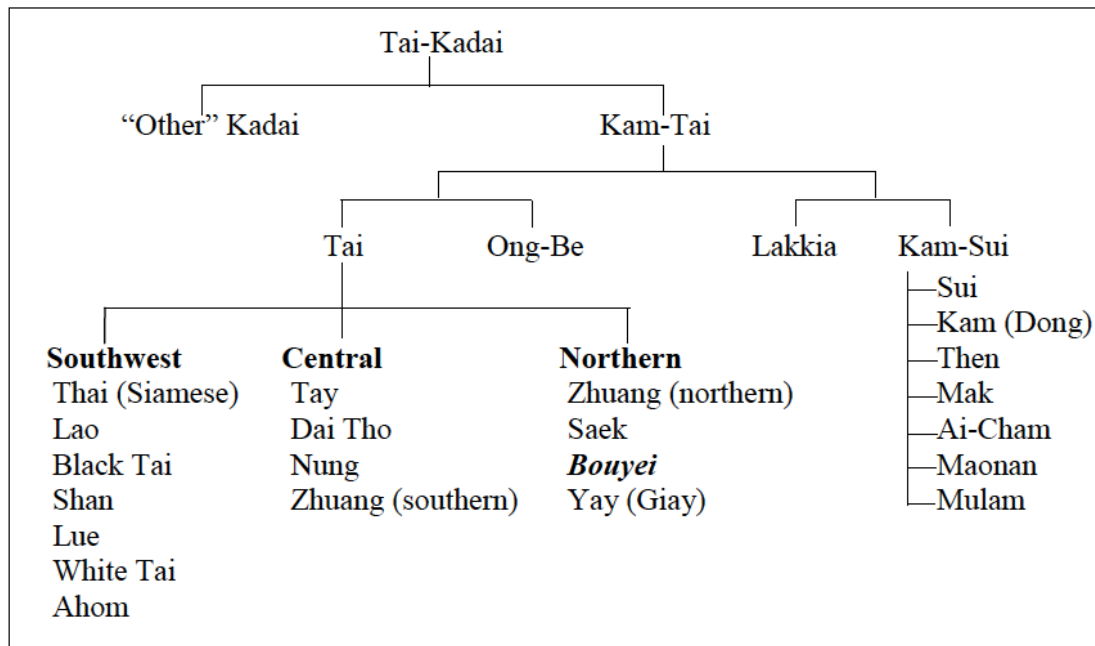 Tai-Kadai
“Other” Kadai
Kam-Tai
Tai
Ong-Be
Lakkia
Kam-Sui
Sui
Kam (Dong)
Then
Mak
Ai-Cham
Maonan
Mulam
Southwest
Thai (Siamese)
Lao
Black Tai
Shan
Lue
White Tai
Ahom
Central
Tay
Dai Tho
Nung
Zhuang (southern)
Northern
Zhuang (northern)
Saek
Bouyei
Yay (Giay)